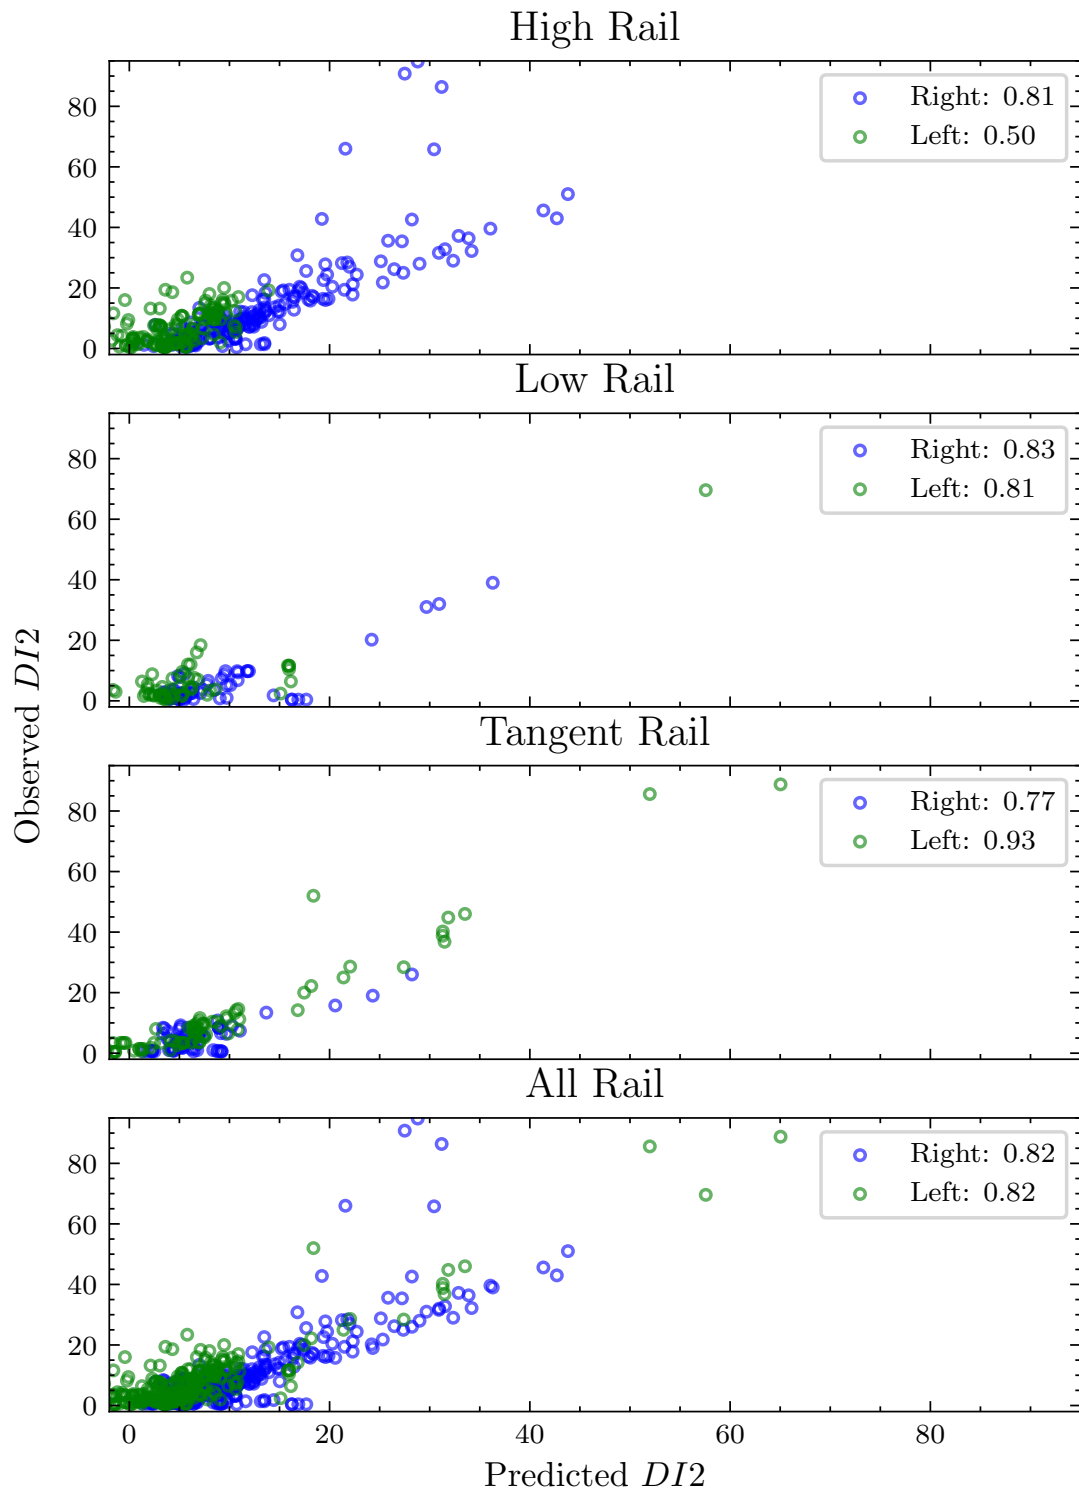 High Rail
80
60
40
20
0
Right: 0.81
Left: 0.50
Low Rail
80
60
40
20
0
Right: 0.83
Left: 0.81
Observed DI2
Tangent Rail
80
60
40
20
0
Right: 0.77
Left: 0.93
All Rail
80
60
40
20
0
Right: 0.82
Left: 0.82
0 20 40 60 80
Predicted DI2